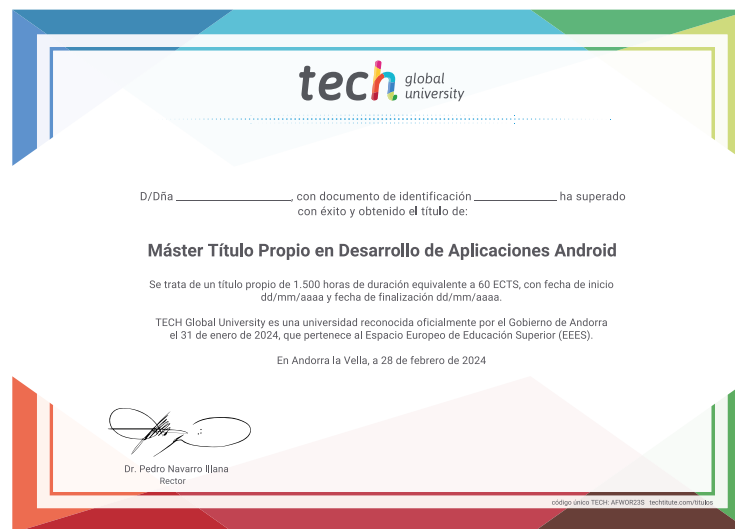 tech global
university
D/Dña ____________, con documento de identificación ____________ ha superado
con éxito y obtenido el título de:
Máster Título Propio en Desarrollo de Aplicaciones Android
Se trata de un título propio de 1.500 horas de duración equivalente a 60 ECTS, con fecha de inicio
dd/mm/aaaa y fecha de finalización dd/mm/aaaa.
TECH Global University es una universidad reconocida oficialmente por el Gobierno de Andorra
el 31 de enero de 2024, que pertenece al Espacio Europeo de Educación Superior (EEES).
En Andorra la Vella, a 28 de febrero de 2024
Dr. Pedro Navarro Illana
Rector
código único TECH: AFWOR23S techtitute.com/titulos